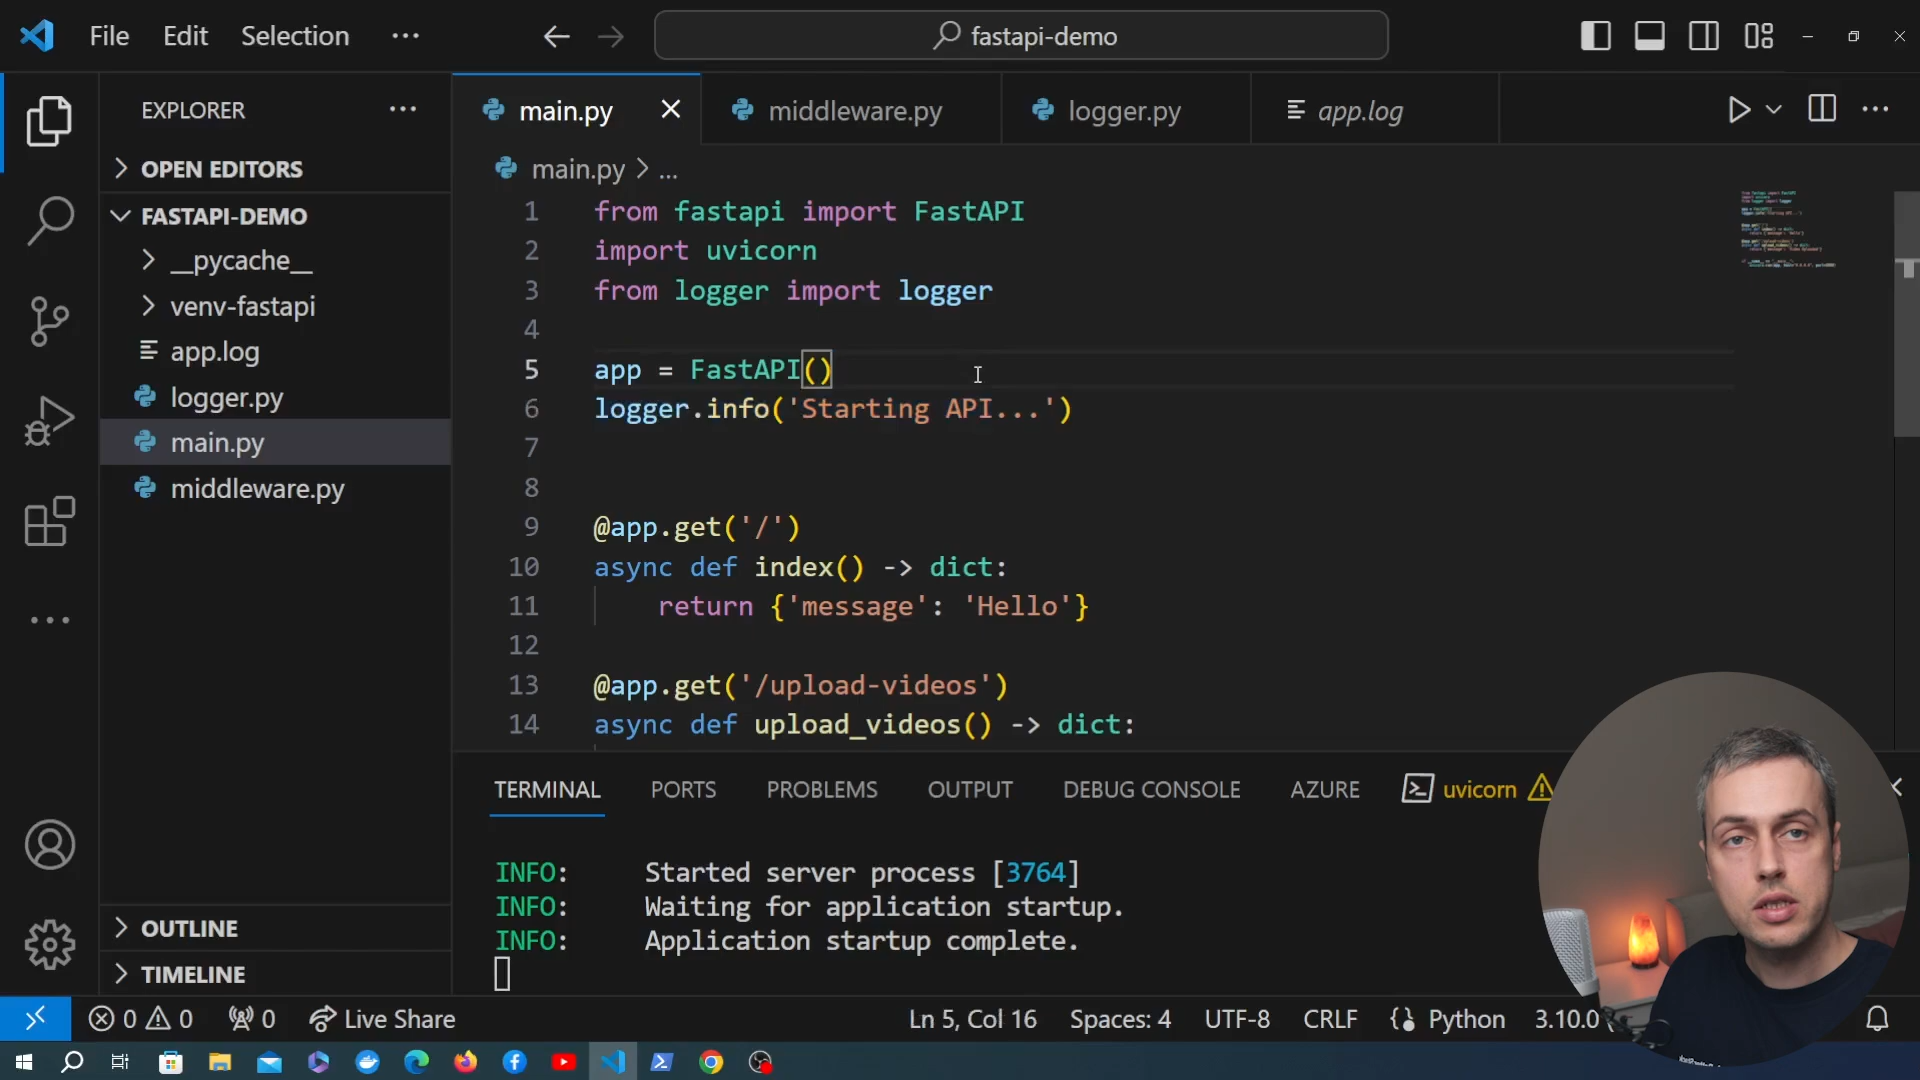 File Edit Selection ... fastapi-demo
EXPLORER ...
OPEN EDITORS
FASTAPI-DEMO
__pycache__
venv-fastapi
app.log
logger.py
main.py
middleware.py
OUTLINE
TIMELINE
main.py middleware.py logger.py app.log
main.py > ...
1 from fastapi import FastAPI
2 import uvicorn
3 from logger import logger
4
5 app = FastAPI()
6 logger.info('Starting API...')
7
8
9 @app.get('/')
10 async def index() -> dict:
11 return {'message': 'Hello'}
12
13 @app.get('/upload-videos')
14 async def upload_videos() -> dict:
TERMINAL PORTS PROBLEMS OUTPUT DEBUG CONSOLE AZURE uvicorn
INFO: Started server process [3764]
INFO: Waiting for application startup.
INFO: Application startup complete.
0 0 0 Live Share Ln 5, Col 16 Spaces: 4 UTF-8 CRLF Python 3.10.0